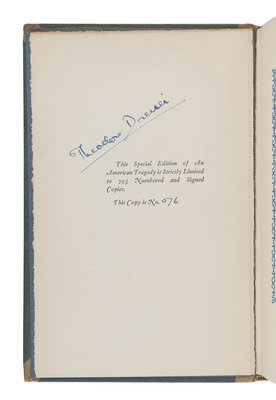 Theodore Dreiser
This Special Edition of An
American Tragedy is Strictly Limited
to 795 Numbered and Signed
Copies.
This Copy is No. 576